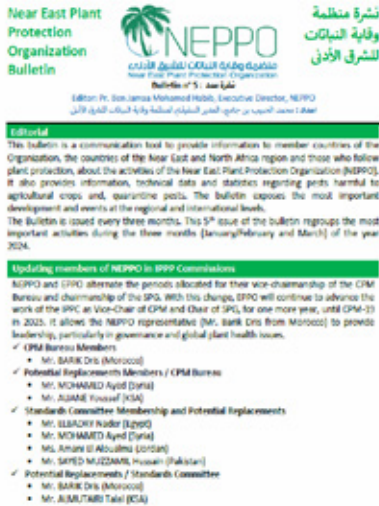 Near East Plant
Protection
Organization
Bulletin
NEPPO
منظمة وقاية النباتات للشرق الأدنى
Near East Plant Protection Organization
نشرة منظمة
وقاية النباتات
للشرق الأدنى
Bulletin n° 5 : نشرية عدد
Editor: Pr. Ben Jamaa Mohamed Habib, Executive Director, NEPPO
Editorial
This bulletin is a communication tool to provide information to member countries of the
Organization, the countries of the Near East and North Africa region and those who follow
plant protection, about the activities of the Near East Plant Protection Organization (NEPPO).
It also provides information, technical data and statistics regarding pests harmful to
agricultural crops and, quarantine pests. The bulletin exposes the most important
development and events at the regional and international levels.
The Bulletin is issued every three months. This 5th issue of the bulletin regroups the most
important activities during the three months (January/February and March) of the year
2024.
Updating members of NEPPO in IPPP Commissions
NEPPO and EPPO alternate the periods allocated for their vice-chairmanship of the CPM
Bureau and chairmanship of the SPG. With this change, EPPO will continue to advance the
work of the IPPC as Vice-Chair of CPM and Chair of SPG, for one more year, until CPM-19
in 2025. It allows the NEPPO representative (Mr. Barik Dris from Morocco) to provide
leadership, particularly in governance and global plant health issues.
✓ CPM Bureau Members
• Mr. BARIK Dris (Morocco)
✓ Potential Replacements Members / CPM Bureau
• Mr. MOHAMED Ayed (Syria)
• Mr. ALJANE Youssef (KSA)
✓ Standards Committee Membership and Potential Replacements
• Mr. ELBADRY Nader (Egypt)
• Mr. MOHAMED Ayed (Syria)
• Ms. Amani El (Jordan)
• Mr. SAYED MUZZAMIL Hussain (Pakistan)
✓ Potential Replacements / Standards Committee
• Mr. BARIK Dris (Morocco)
• Mr. ALMUTAIRI Talal (KSA)